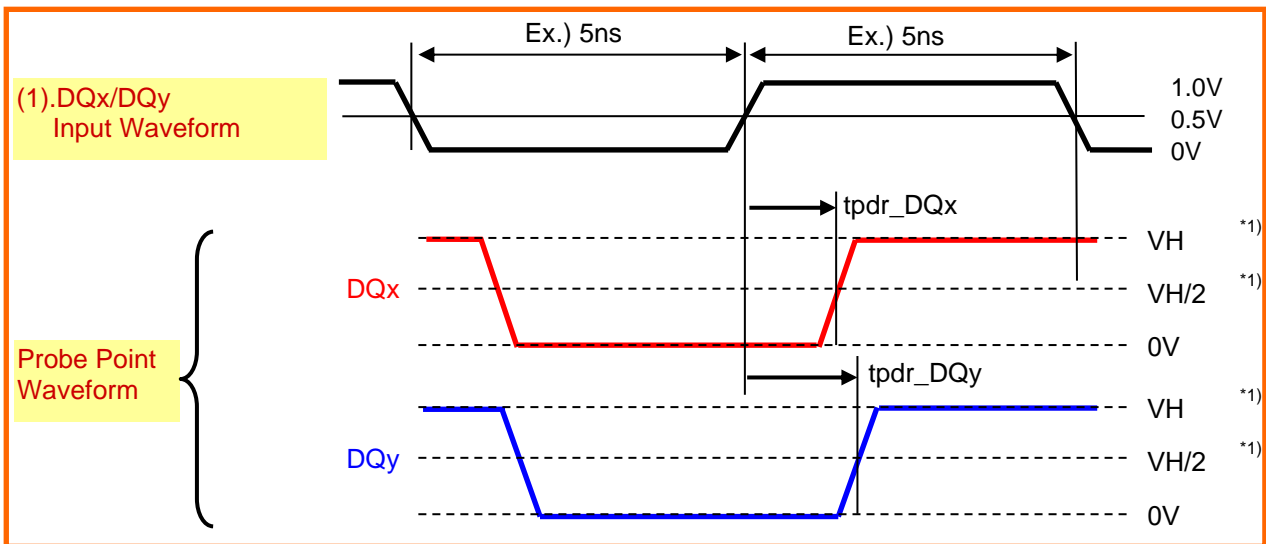 Ex.) 5ns
Ex.) 5ns
(1).DQx/DQy
Input Waveform
1.0V
0.5V
0V
tpdr_DQx
VH *1)
DQx
VH/2 *1)
0V
Probe Point
Waveform
tpdr_DQy
VH *1)
DQy
VH/2 *1)
0V